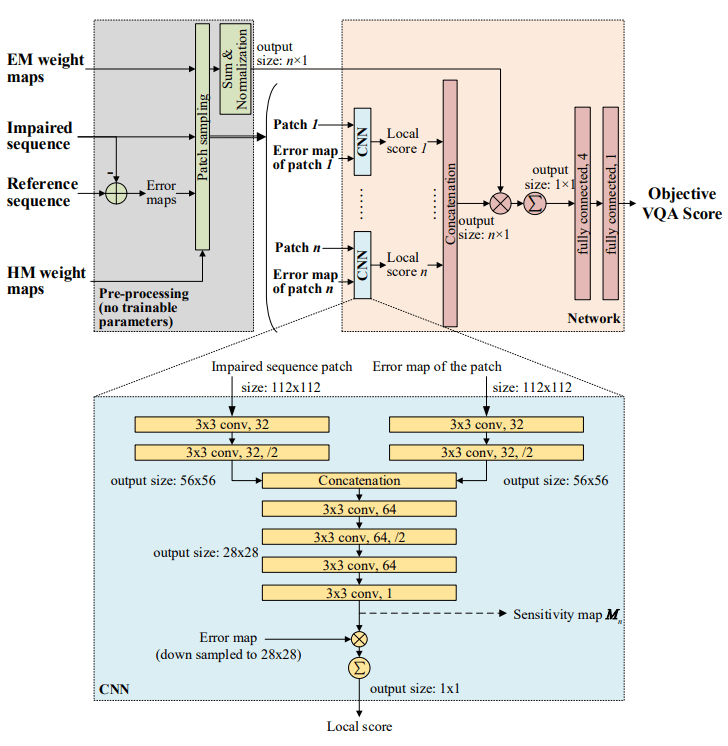 EM weight
maps
Impaired
sequence
-
Reference
sequence
Error
maps
HM weight
maps
Patch sampling
Sum &
Normalization
output
size: n×1
Pre-processing
(no trainable
parameters)
Patch 1
Error map
of patch 1
CNN
Local
score 1
......
......
Patch n
Error map
of patch n
CNN
Local
score n
Concatenation
output
size: n×1
output
size: 1×1
Σ
fully connected, 4
fully connected, 1
Objective
VQA Score
Network
Impaired sequence patch
size: 112x112
Error map of the patch
size: 112x112
3x3 conv, 32
3x3 conv, 32
3x3 conv, 32, /2
3x3 conv, 32, /2
output size: 56x56
output size: 56x56
Concatenation
3x3 conv, 64
3x3 conv, 64, /2
output size: 28x28
3x3 conv, 64
3x3 conv, 1
Sensitivity map Mn
Error map
(down sampled to 28x28)
Σ
output size: 1x1
CNN
Local score